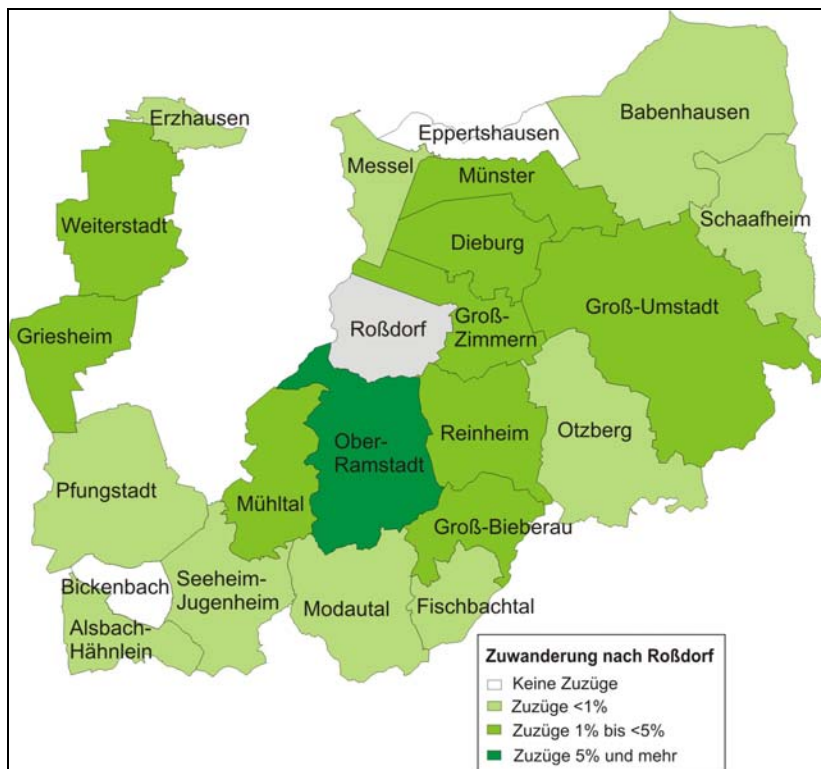 Erzhausen
Babenhausen
Eppertshausen
Messel
Münster
Weiterstadt
Schaafheim
Dieburg
Groß-Umstadt
Roßdorf
Groß-
Zimmern
Griesheim
Ober-
Ramstadt
Reinheim
Otzberg
Pfungstadt
Mühltal
Groß-Bieberau
Bickenbach
Seeheim-
Jugenheim
Modautal
Fischbachtal
Alsbach-
Hähnlein
Zuwanderung nach Roßdorf
Keine Zuzüge
Zuzüge <1%
Zuzüge 1% bis <5%
Zuzüge 5% und mehr